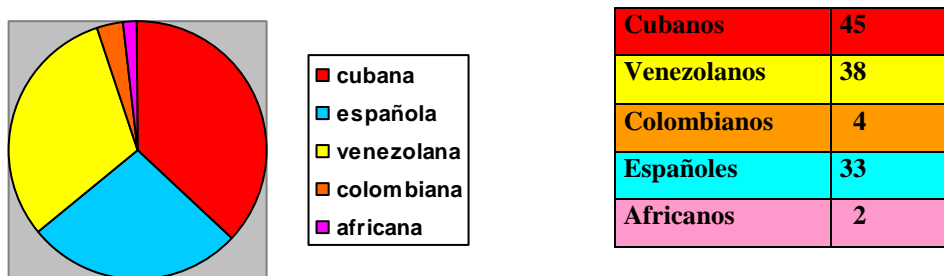 cubana
española
venezolana
colombiana
africana
Cubanos 45
Venezolanos 38
Colombianos 4
Españoles 33
Africanos 2